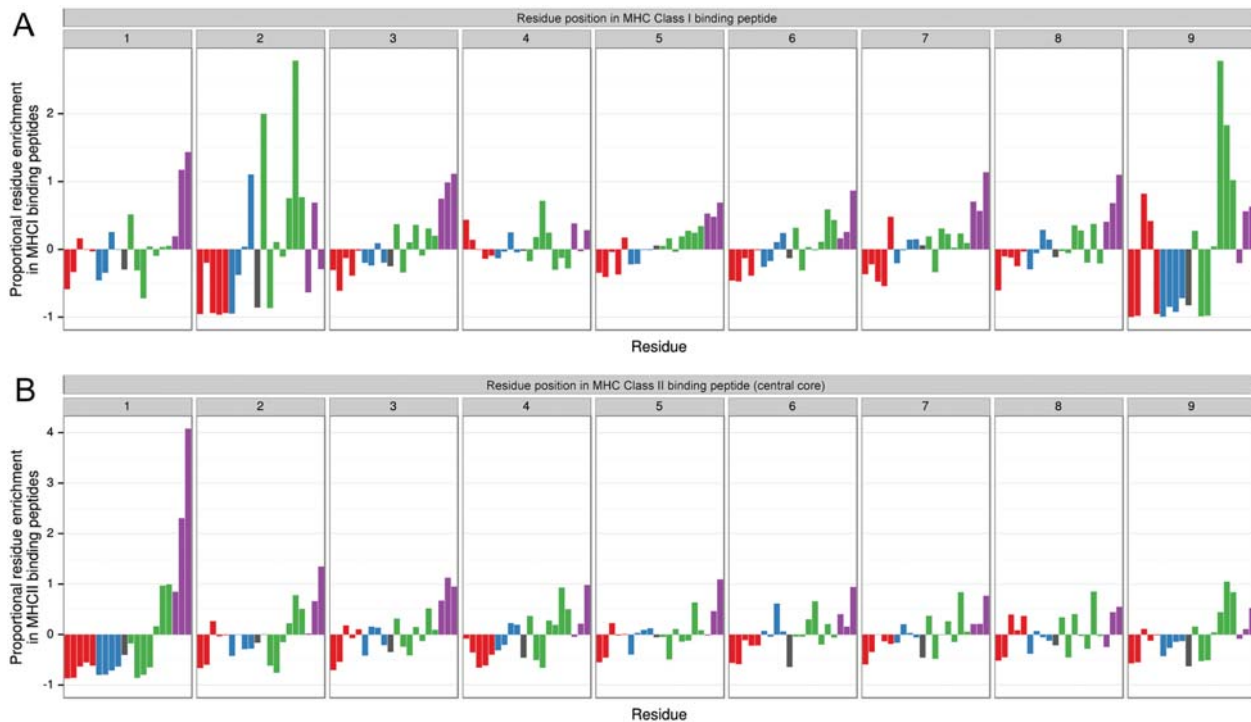 A
Residue position in MHC Class I binding peptide
1 2 3 4 5 6 7 8 9
Proportional residue enrichment
in MHCI binding peptides
2
1
0
-1
Residue
B
Residue position in MHC Class II binding peptide (central core)
1 2 3 4 5 6 7 8 9
Proportional residue enrichment
in MHCII binding peptides
4
3
2
1
0
-1
Residue